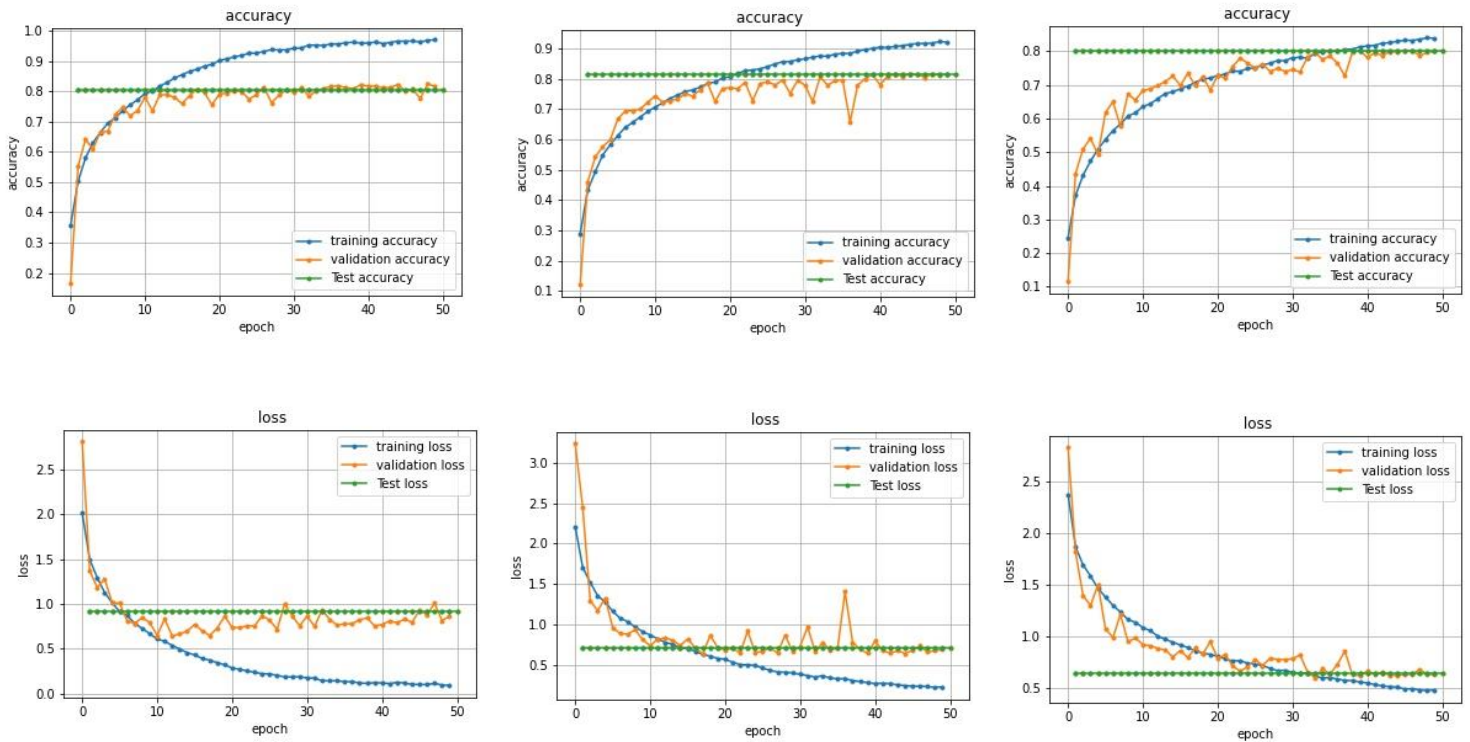 accuracy
1.0
0.9
0.8
0.7
0.6
0.5
0.4
0.3
0.2
accuracy
training accuracy
validation accuracy
Test accuracy
0 10 20 30 40 50
epoch
accuracy
0.9
0.8
0.7
0.6
0.5
0.4
0.3
0.2
0.1
accuracy
training accuracy
validation accuracy
Test accuracy
0 10 20 30 40 50
epoch
accuracy
0.8
0.7
0.6
0.5
0.4
0.3
0.2
0.1
accuracy
training accuracy
validation accuracy
Test accuracy
0 10 20 30 40 50
epoch
loss
2.5
2.0
1.5
1.0
0.5
0.0
loss
training loss
validation loss
Test loss
0 10 20 30 40 50
epoch
loss
3.0
2.5
2.0
1.5
1.0
0.5
loss
training loss
validation loss
Test loss
0 10 20 30 40 50
epoch
loss
2.5
2.0
1.5
1.0
0.5
loss
training loss
validation loss
Test loss
0 10 20 30 40 50
epoch